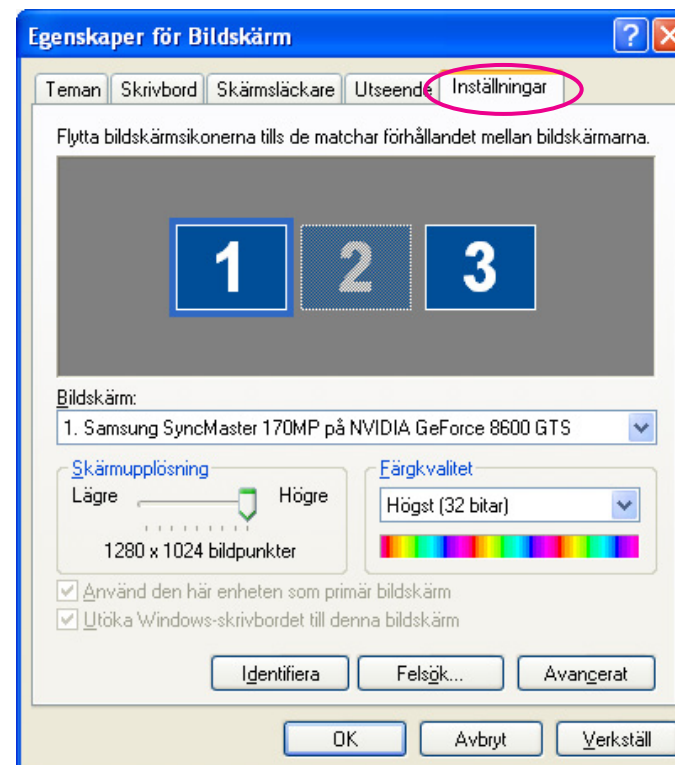 Egenskaper för Bildskärm
Teman Skrivbord Skärmsläckare Utseende Inställningar
Flytta bildskärmsikonerna tills de matchar förhållandet mellan bildskärmarna.
1 2 3
Bildskärm:
1. Samsung SyncMaster 170MP på NVIDIA GeForce 8600 GTS
Skärmupplösning Färgkvalitet
Lägre Högre Högst (32 bitar)
1280 x 1024 bildpunkter
Använd den här enheten som primär bildskärm
Utöka Windows-skrivbordet till denna bildskärm
Identifiera Felsök... Avancerat
OK Avbryt Verkställ